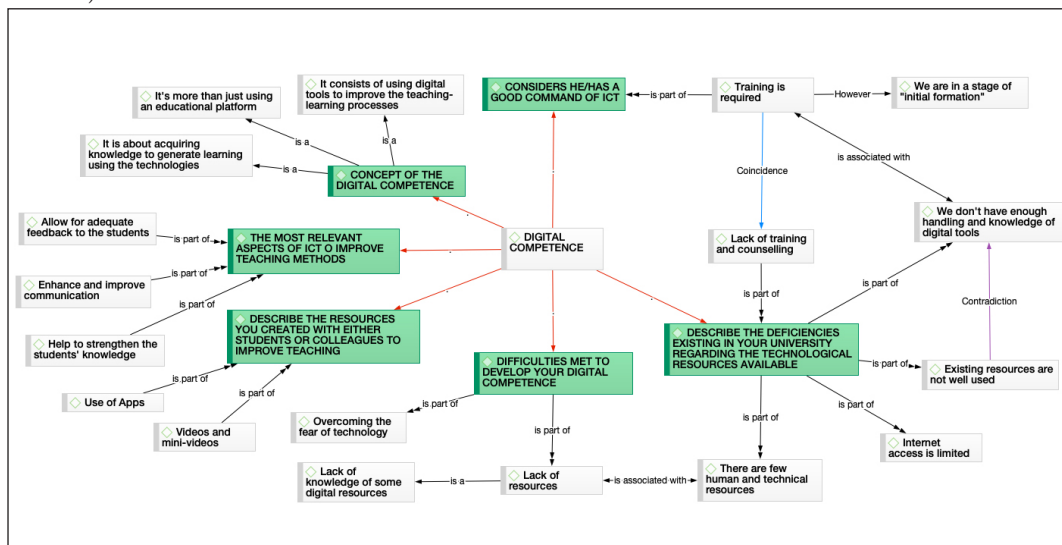 It's more than just using
an educational platform
It consists of using digital
tools to improve the teaching-
learning processes
CONSIDERS HE/HAS A
GOOD COMMAND OF ICT
is part of
Training is
required
However
We are in a stage of
"initial formation"
It is about acquiring
knowledge to generate learning
using the technologies
is a
is a
is a
CONCEPT OF THE
DIGITAL COMPETENCE
Coincidence
is associated with
Allow for adequate
feedback to the students
is part of
THE MOST RELEVANT
ASPECTS OF ICT O IMPROVE
TEACHING METHODS
DIGITAL
COMPETENCE
Lack of training
and counselling
We don't have enough
handling and knowledge of
digital tools
Enhance and improve
communication
is part of
is part of
is part of
is part of
Contradiction
Help to strengthen the
students' knowledge
DESCRIBE THE RESOURCES
YOU CREATED WITH EITHER
STUDENTS OR COLLEAGUES TO
IMPROVE TEACHING
DIFFICULTIES MET TO
DEVELOP YOUR DIGITAL
COMPETENCE
DESCRIBE THE DEFICIENCIES
EXISTING IN YOUR UNIVERSITY
REGARDING THE TECHNOLOGICAL
RESOURCES AVAILABLE
is part of
Existing resources are
not well used
is part of
Use of Apps
is part of
Videos and
mini-videos
is part of
Overcoming the
fear of technology
is part of
is part of
is part of
Internet
access is limited
Lack of
knowledge of some
digital resources
is a
Lack of
resources
is associated with
There are few
human and technical
resources